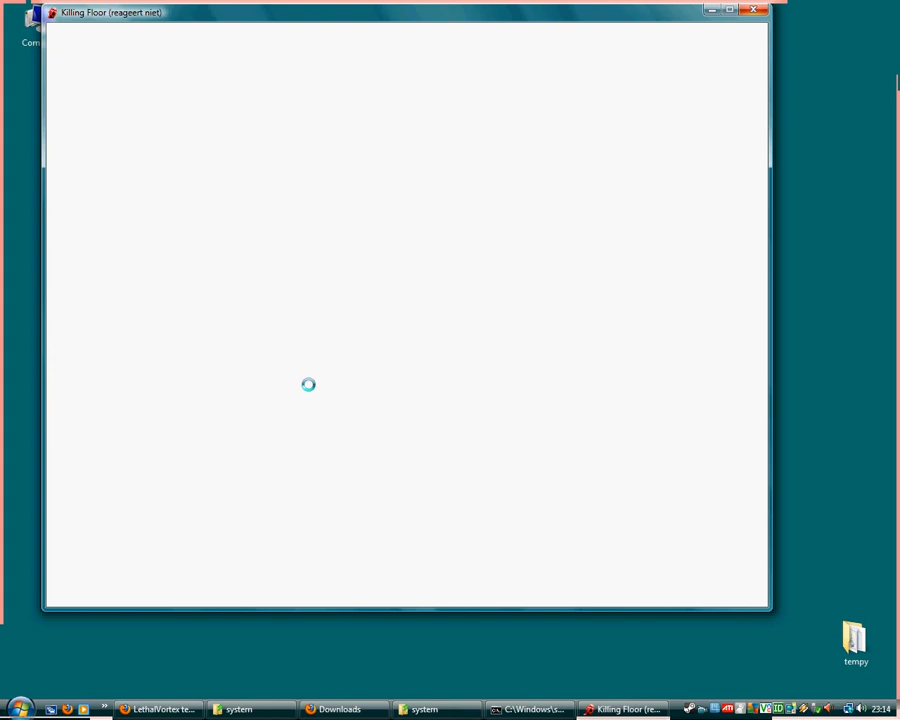 Killing Floor (reageert niet)
Com
tempy
LethalVortex te...
system
Downloads
system
C:\Windows\s...
Killing Floor (re...
23:14